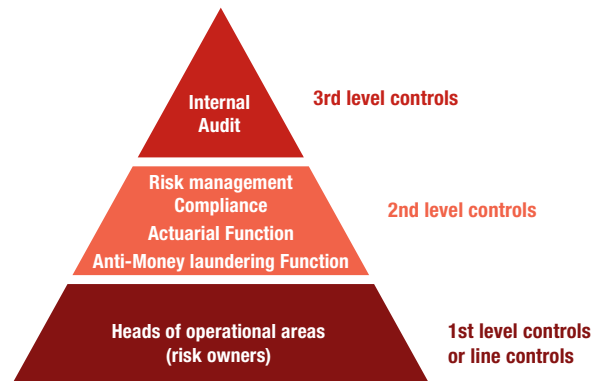 Internal
Audit
3rd level controls
Risk management
Compliance
Actuarial Function
Anti-Money laundering Function
2nd level controls
Heads of operational areas
(risk owners)
1st level controls
or line controls